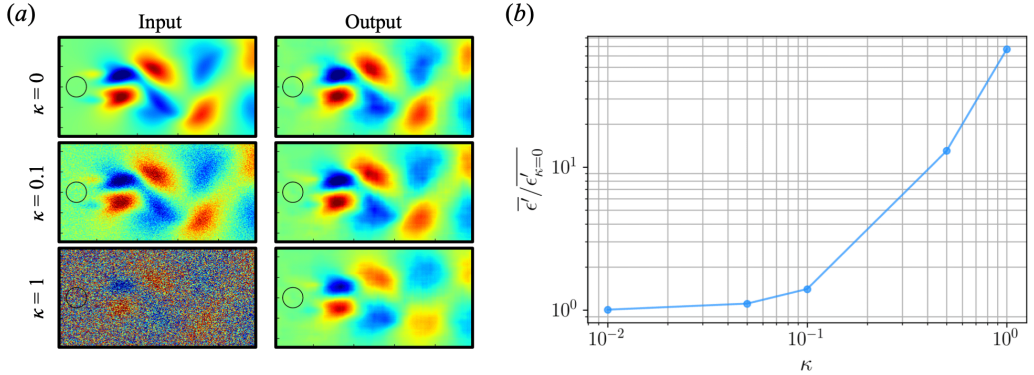 (a)
Input
Output
κ = 0
κ = 0.1
κ = 1
(b)
10¹
10⁰
10⁻²
10⁻¹
10⁰
κ
ϵ′/ϵ′κ=0